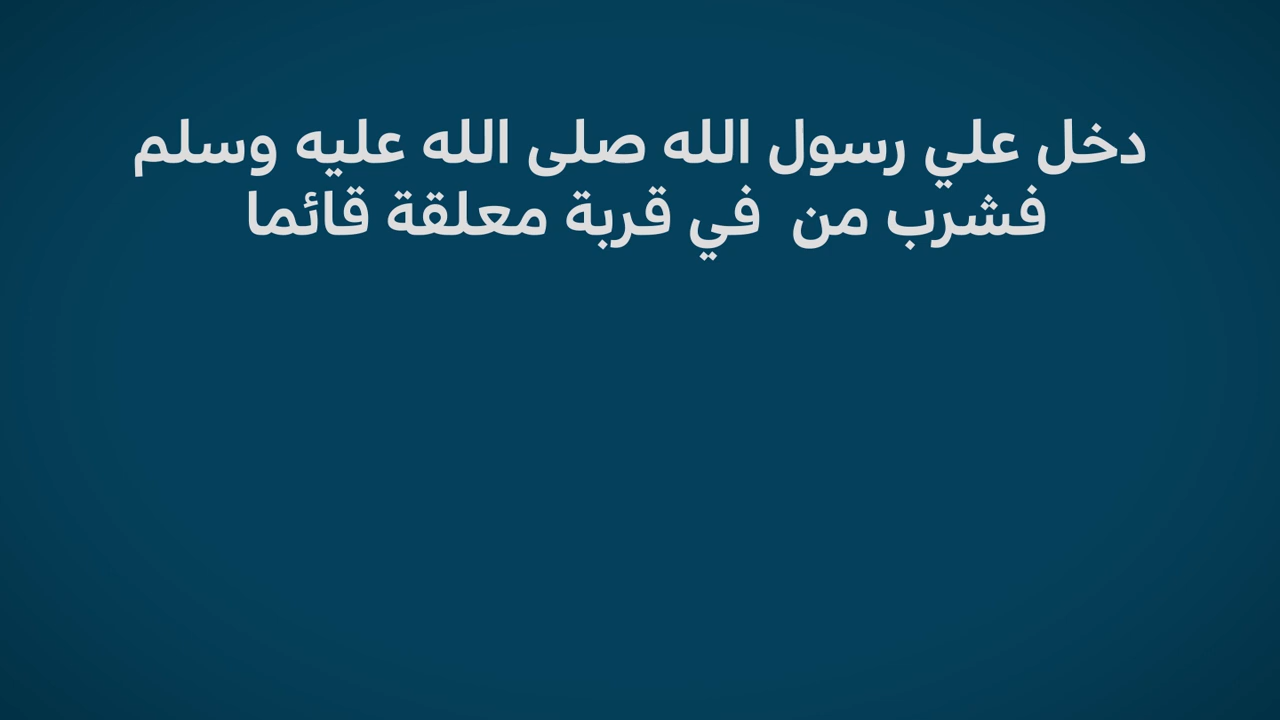 دخل علي رسول الله صلى الله عليه وسلم
فشرب من في قربة معلقة قائما